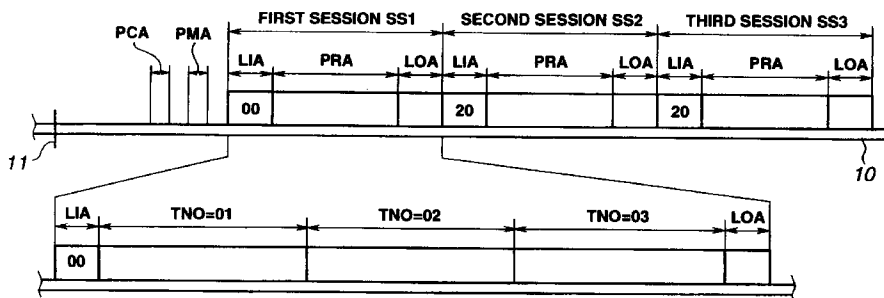 FIRST SESSION SS1 SECOND SESSION SS2 THIRD SESSION SS3
PCA PMA
LIA PRA LOA LIA PRA LOA LIA PRA LOA
00 20 20
11 10
LIA TNO=01 TNO=02 TNO=03 LOA
00